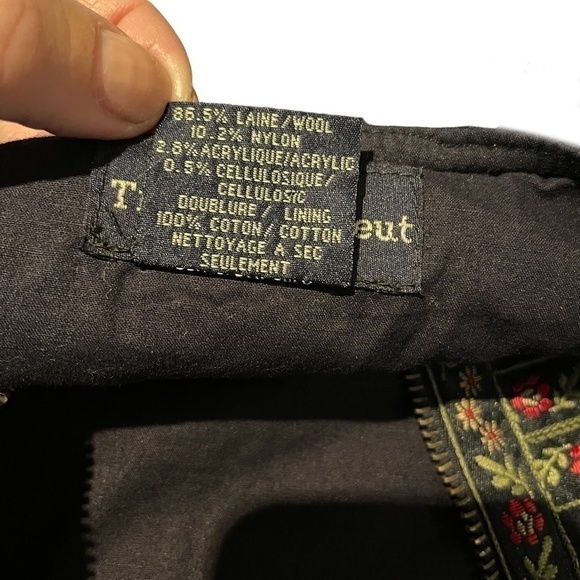 86.5% LAINE/WOOL
10.2% NYLON
2.8% ACRYLIQUE/ACRYLIC
0.5% CELLULOSIQUE/
CELLULOSIC
DOUBLURE/ LINING
100% COTON/COTTON
NETTOYAGE A SEC
SEULEMENT
T eut